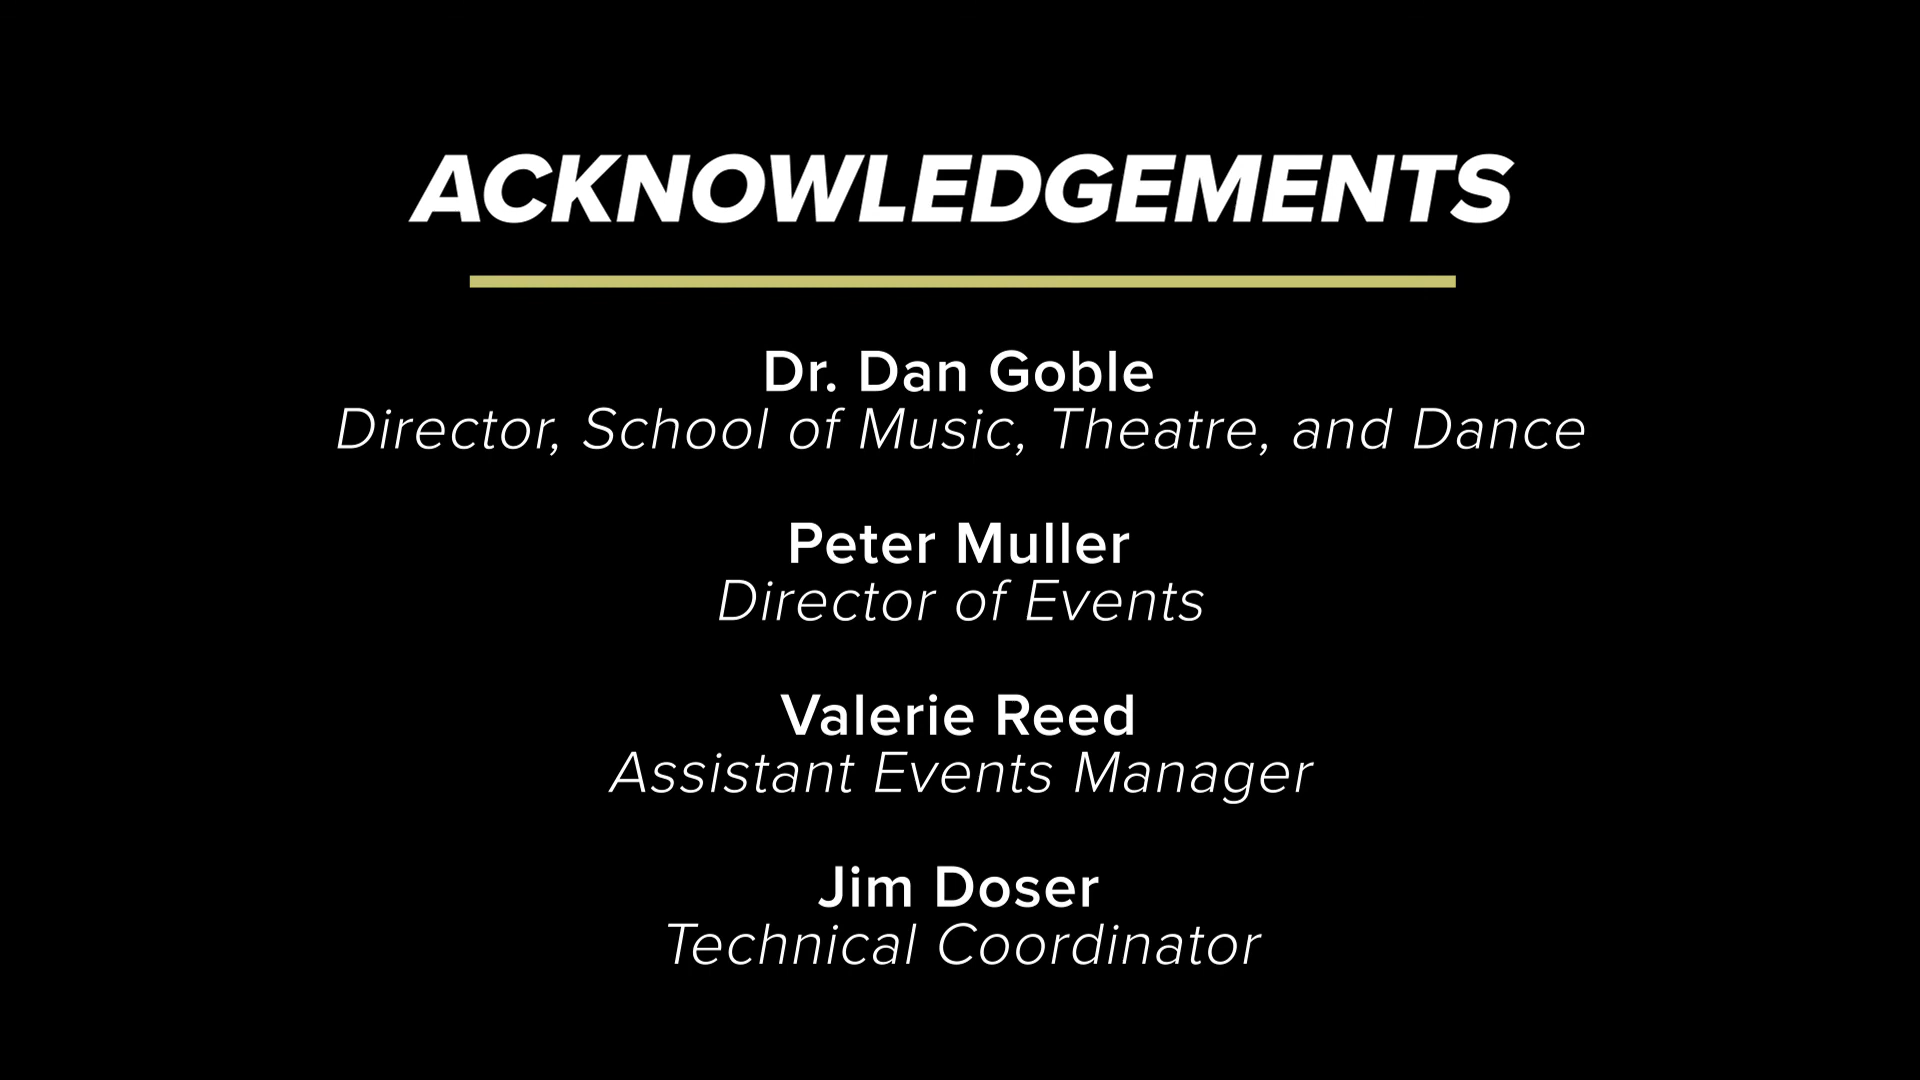 ACKNOWLEDGEMENTS
Dr. Dan Goble
Director, School of Music, Theatre, and Dance
Peter Muller
Director of Events
Valerie Reed
Assistant Events Manager
Jim Doser
Technical Coordinator